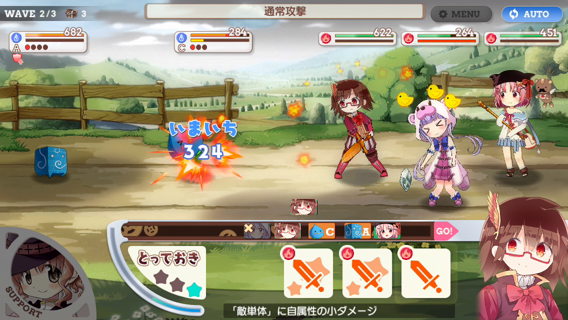 WAVE 2/3 3
通常攻撃
MENU
AUTO
682
A
284
C
622
264
451
いまいち
324
C
A
GO!
とっておき
SUPPORT
「敵単体」に自属性の小ダメージ